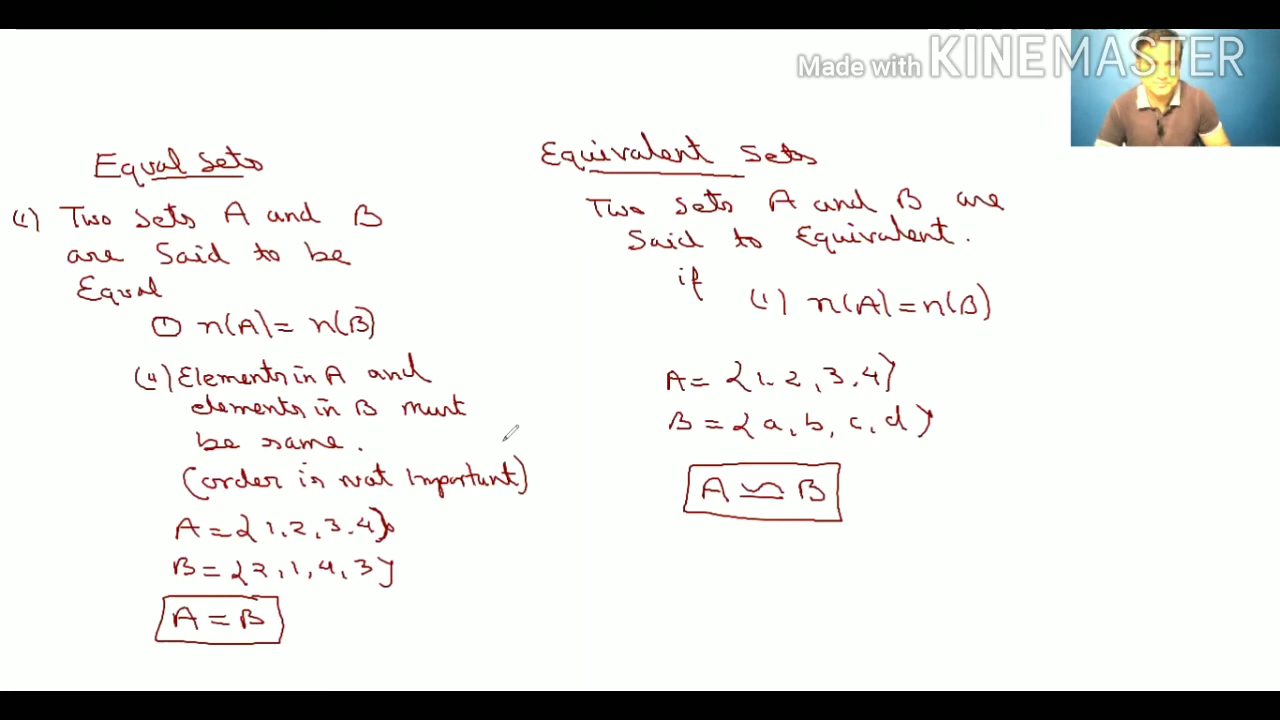 Made with KINEMASTER
Equal Sets
(1) Two Sets A and B
are Said to be
Equal
① n(A) = n(B)
(ii) Elements in A and
elements in B must
be same.
(order is not Important)
A = {1, 2, 3, 4}
B = {2, 1, 4, 3}
A = B
Equivalent Sets
Two Sets A and B are
Said to Equivalent.
if
(1) n(A) = n(B)
A = {1, 2, 3, 4}
B = {a, b, c, d}
A ≌ B